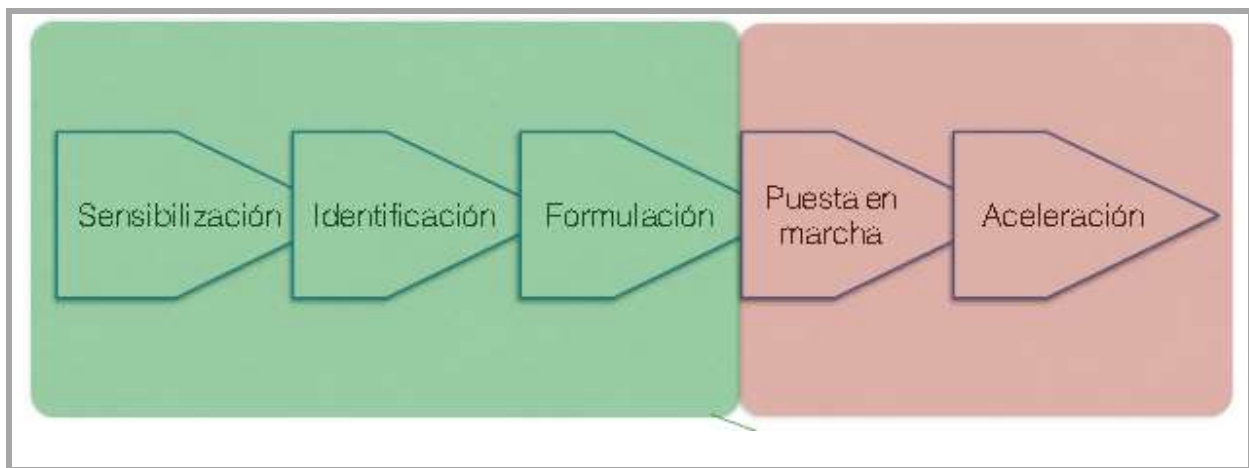 Sensibilización
Identificación
Formulación
Puesta en
marcha
Aceleración